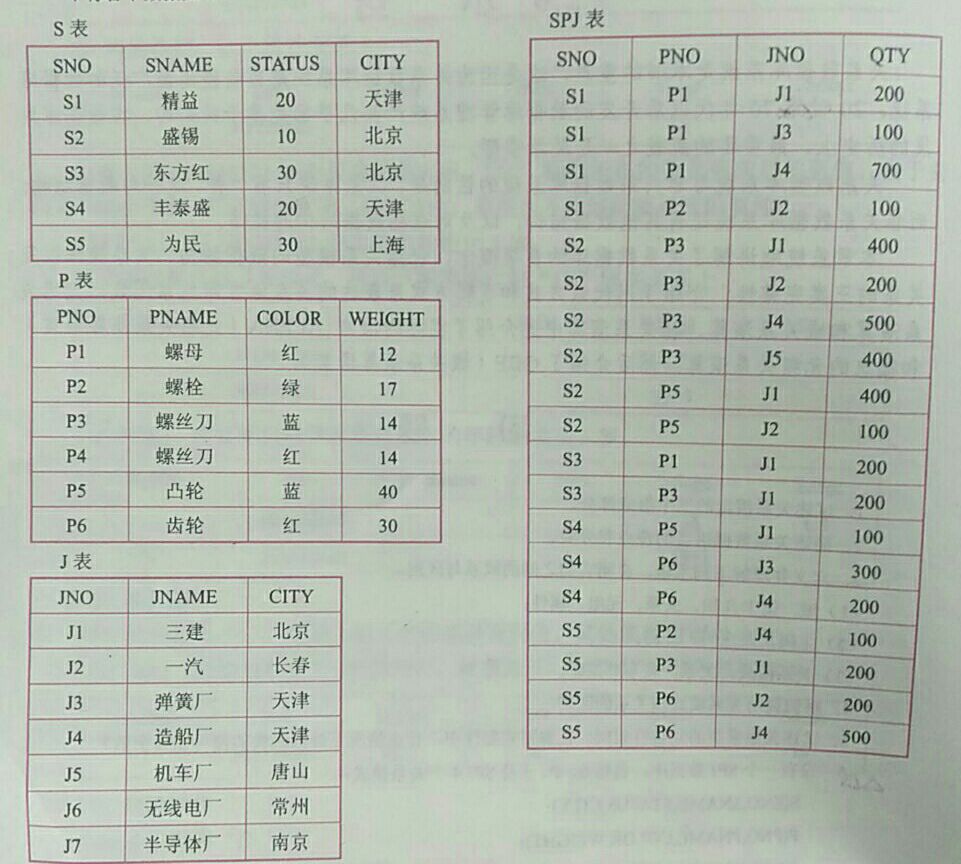 S 表
SNO SNAME STATUS CITY
S1 精益 20 天津
S2 盛锡 10 北京
S3 东方红 30 北京
S4 丰泰盛 20 天津
S5 为民 30 上海
P 表
PNO PNAME COLOR WEIGHT
P1 螺母 红 12
P2 螺栓 绿 17
P3 螺丝刀 蓝 14
P4 螺丝刀 红 14
P5 凸轮 蓝 40
P6 齿轮 红 30
J 表
JNO JNAME CITY
J1 三建 北京
J2 一汽 长春
J3 弹簧厂 天津
J4 造船厂 天津
J5 机车厂 唐山
J6 无线电厂 常州
J7 半导体厂 南京
SPJ 表
SNO PNO JNO QTY
S1 P1 J1 200
S1 P1 J3 100
S1 P1 J4 700
S1 P2 J2 100
S2 P3 J1 400
S2 P3 J2 200
S2 P3 J4 500
S2 P3 J5 400
S2 P5 J1 400
S2 P5 J2 100
S3 P1 J1 200
S3 P3 J1 200
S4 P5 J1 100
S4 P6 J3 300
S4 P6 J4 200
S5 P2 J4 100
S5 P3 J1 200
S5 P6 J2 200
S5 P6 J4 500